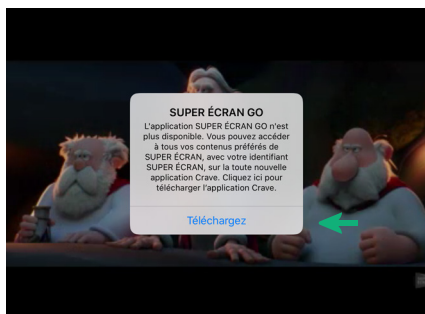 SUPER ÉCRAN GO
L'application SUPER ÉCRAN GO n'est
plus disponible. Vous pouvez accéder
à tous vos contenus préférés de
SUPER ÉCRAN, avec votre identifiant
SUPER ÉCRAN, sur la toute nouvelle
application Crave. Cliquez ici pour
télécharger l'application Crave.
Téléchargez